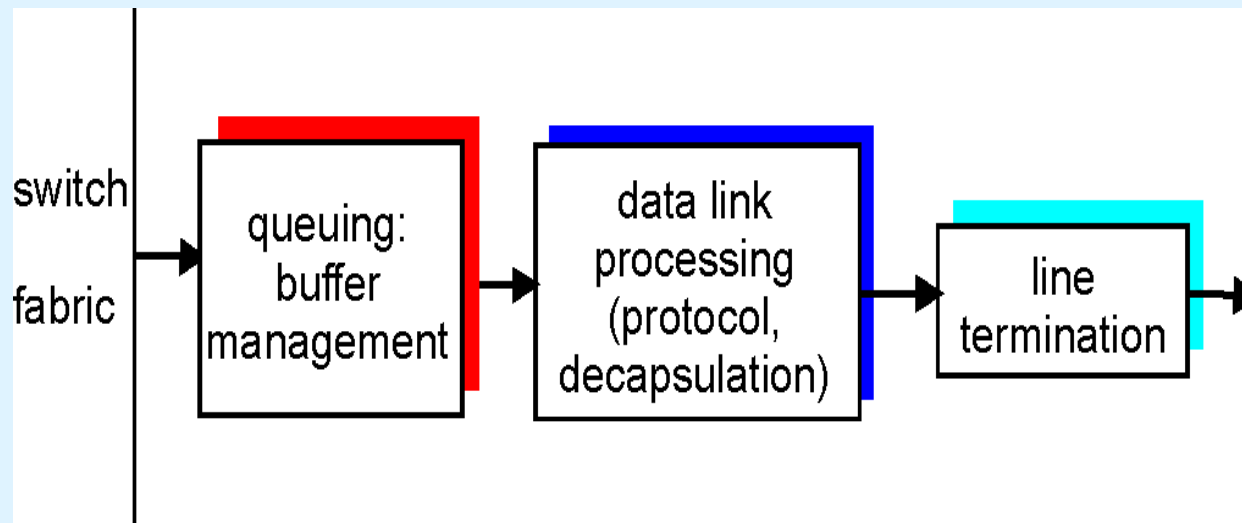 switch
fabric
queuing:
buffer
management
data link
processing
(protocol,
decapsulation)
line
termination